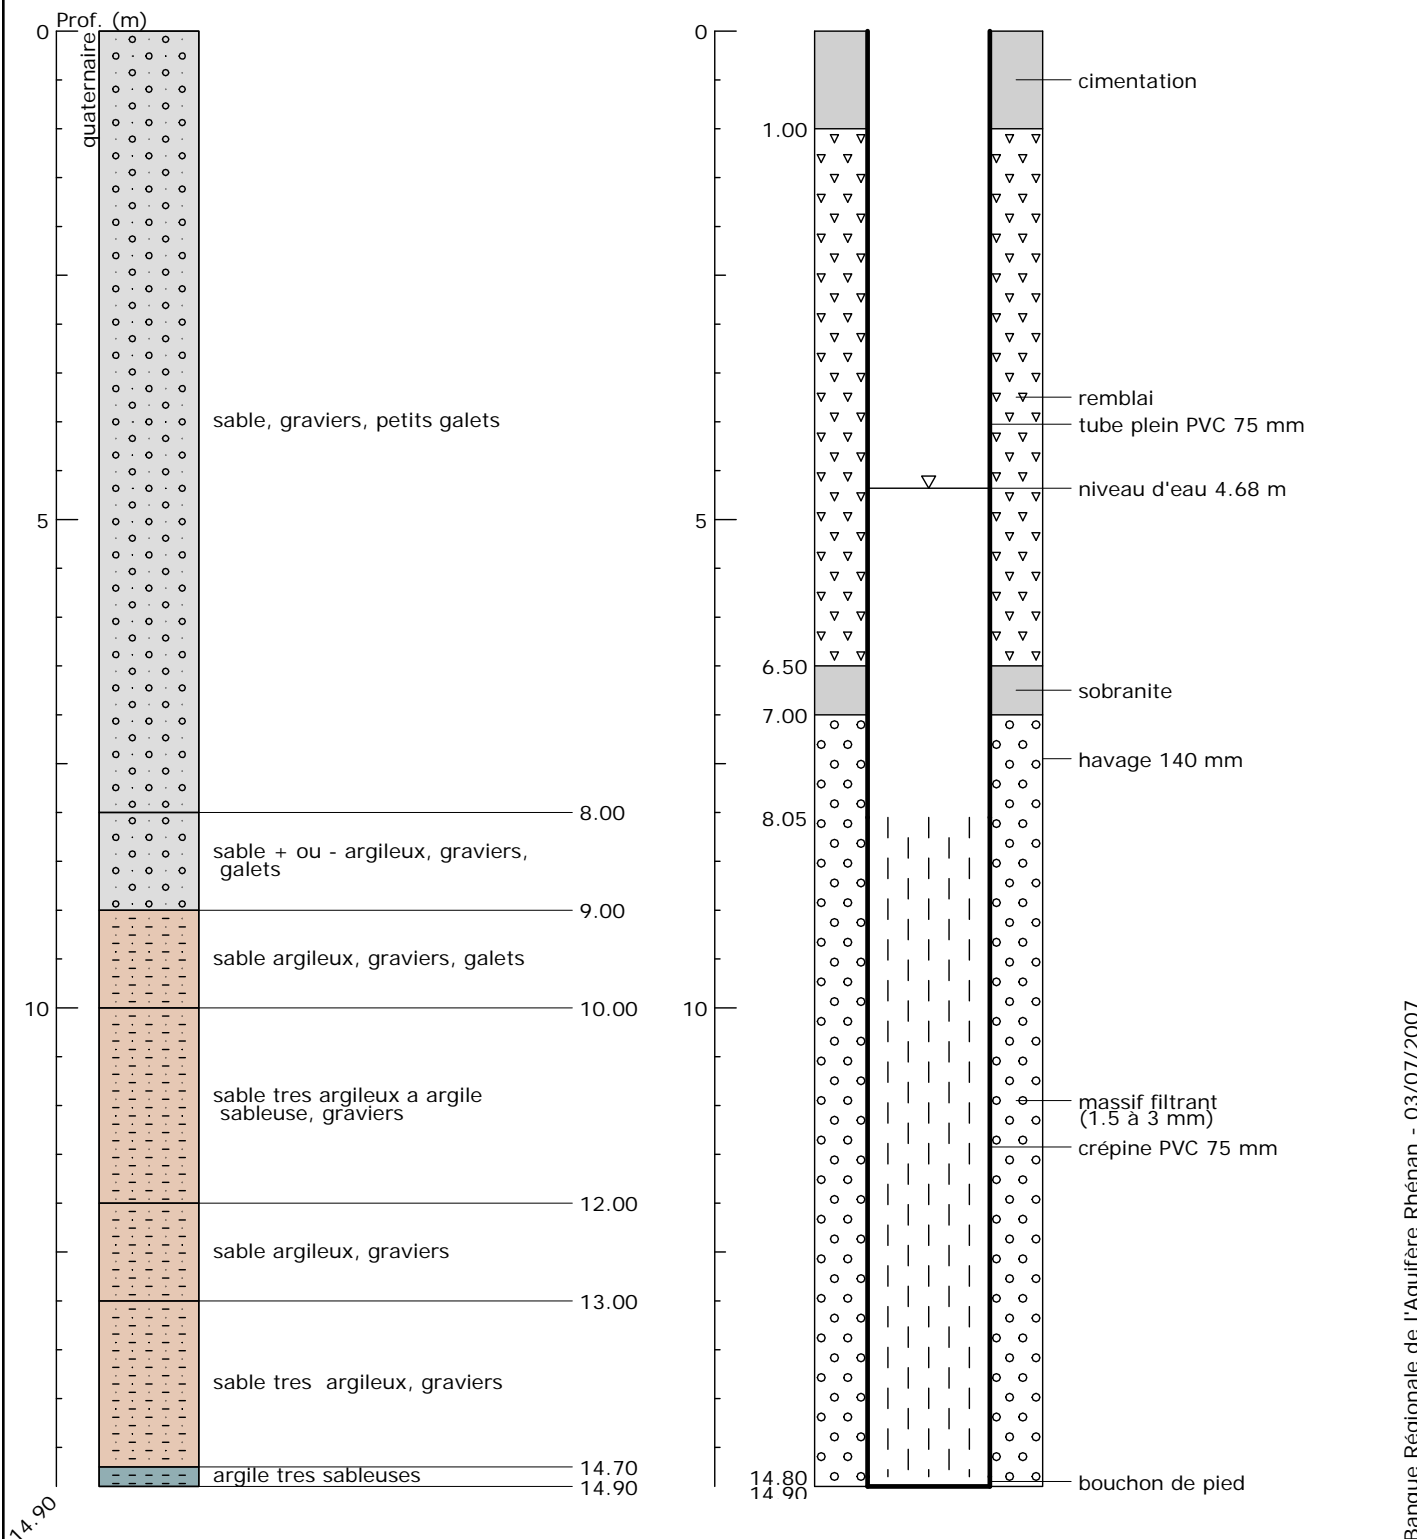 Prof. (m)
0
quaternaire
5
10
14.90
sable, graviers, petits galets
8.00
sable + ou - argileux, graviers,
galets
9.00
sable argileux, graviers, galets
10.00
sable tres argileux a argile
sableuse, graviers
12.00
sable argileux, graviers
13.00
sable tres  argileux, graviers
14.70
argile tres sableuses
14.90
0
5
10
1.00
6.50
7.00
8.05
14.80
14.90
cimentation
remblai
tube plein PVC 75 mm
niveau d'eau 4.68 m
sobranite
havage 140 mm
massif filtrant
(1.5 à 3 mm)
crépine PVC 75 mm
bouchon de pied
Banque Régionale de l'Aquifère Rhénan - 03/07/2007